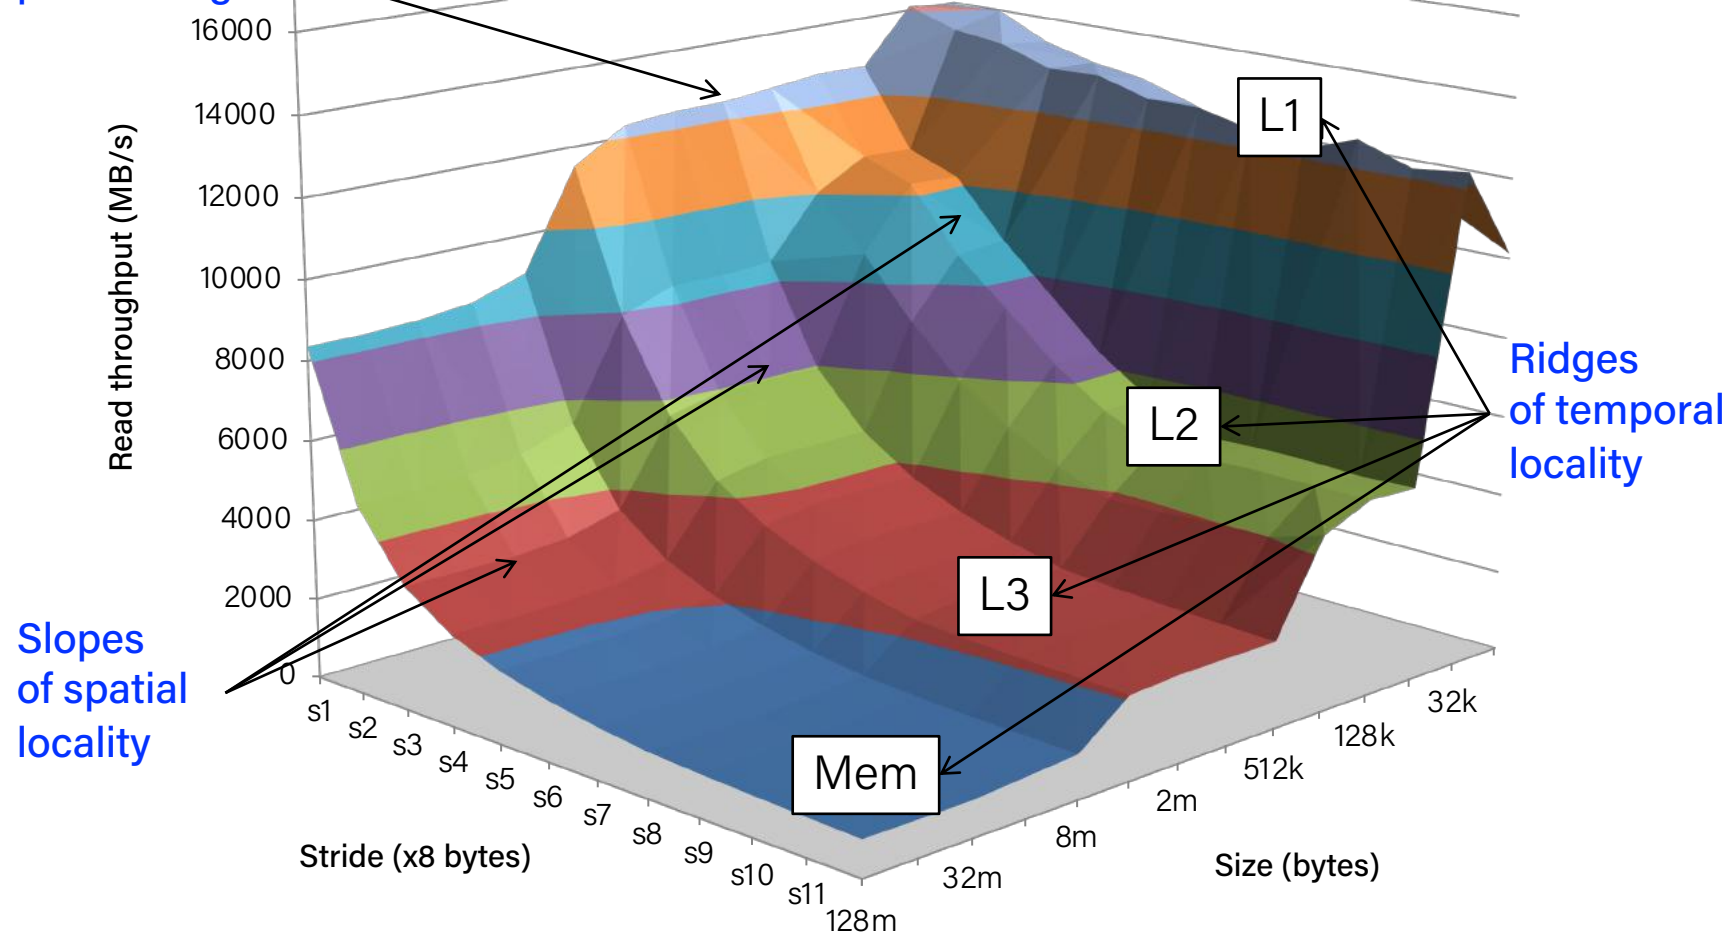 16000
14000
12000
10000
8000
6000
4000
2000
0
Read throughput (MB/s)
L1
L2
L3
Mem
Ridges
of temporal
locality
Slopes
of spatial
locality
s1
s2
s3
s4
s5
s6
s7
s8
s9
s10
s11
Stride (x8 bytes)
128m
32m
8m
2m
512k
128k
32k
Size (bytes)